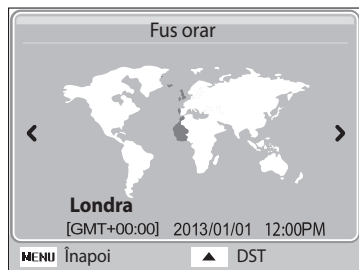 Fus orar
Londra
[GMT+00:00] 2013/01/01 12:00PM
MENU Înapoi ▲ DST